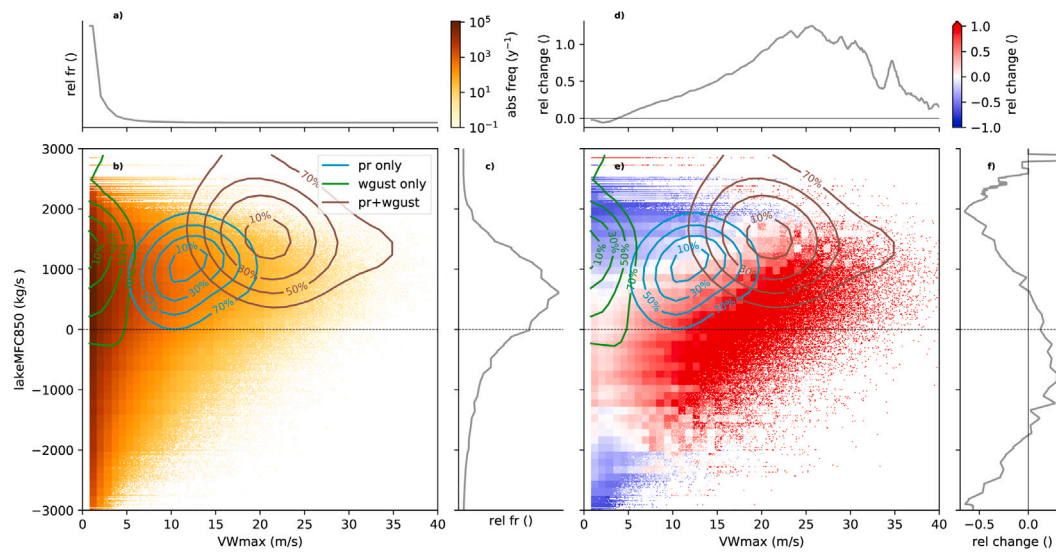 a)
rel fr ()
10⁵
10³
10¹
10⁻¹
abs freq (y⁻¹)
d)
1.0
0.5
0.0
rel change ()
1.0
0.5
0.0
−0.5
−1.0
rel change ()
3000
2000
1000
0
−1000
−2000
−3000
lakeMFC850 (kg/s )
b)
pr only
wgust only
pr+wgust
70%
10%
30%
50%
10%
30%
50%
70%
10%
0 5 10 15 20 25 30 35 40
VWmax (m/s)
c)
rel fr ()
e)
70%
10%
30%
50%
10%
30%
50%
70%
10%
30%
50%
0 5 10 15 20 25 30 35 40
VWmax (m/s)
f)
−0.5 0.0
rel change ()